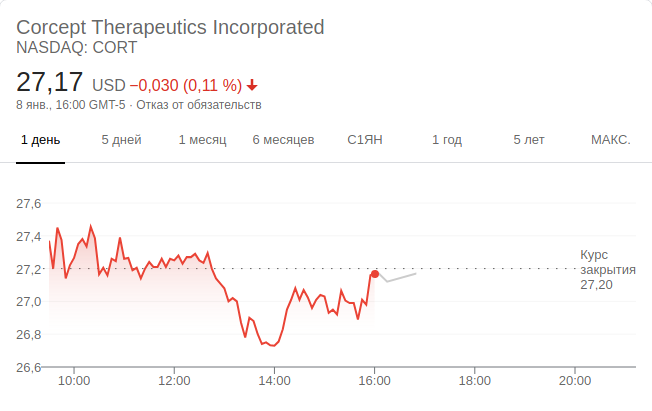 Corcept Therapeutics Incorporated
NASDAQ: CORT
27,17 USD −0,030 (0,11 %)
8 янв., 16:00 GMT-5 · Отказ от обязательств
1 день 5 дней 1 месяц 6 месяцев С1ЯН 1 год 5 лет МАКС.
27,6
27,4
27,2
27,0
26,8
26,6
Курс
закрытия
27,20
10:00 12:00 14:00 16:00 18:00 20:00